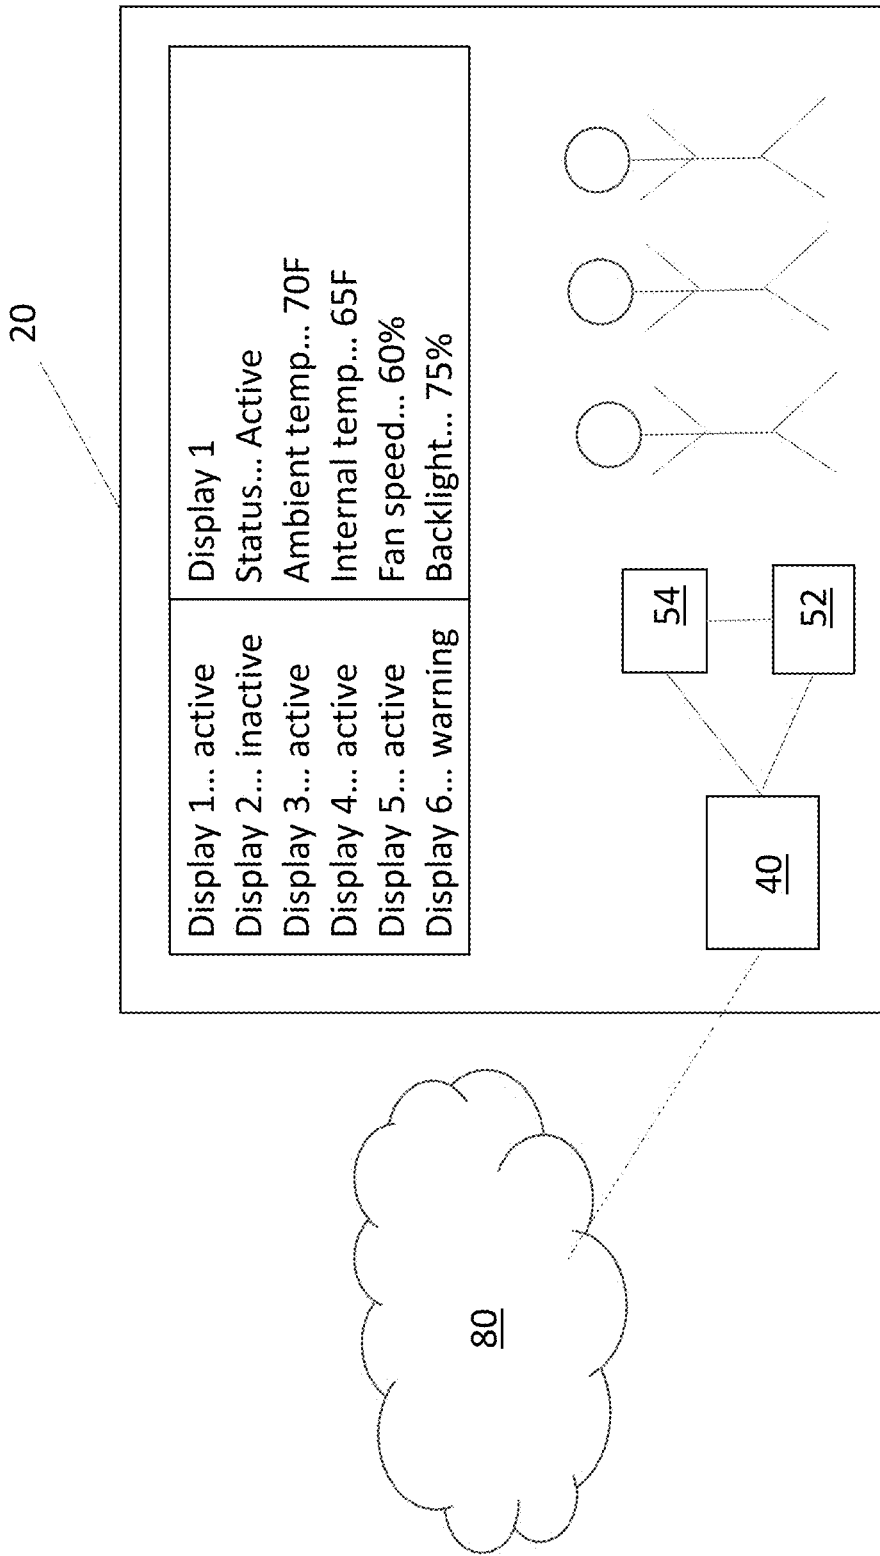 20
Display 1... active
Display 2... inactive
Display 3... active
Display 4... active
Display 5... active
Display 6... warning
Display 1
Status... Active
Ambient temp... 70F
Internal temp... 65F
Fan speed... 60%
Backlight... 75%
80
40
54
52